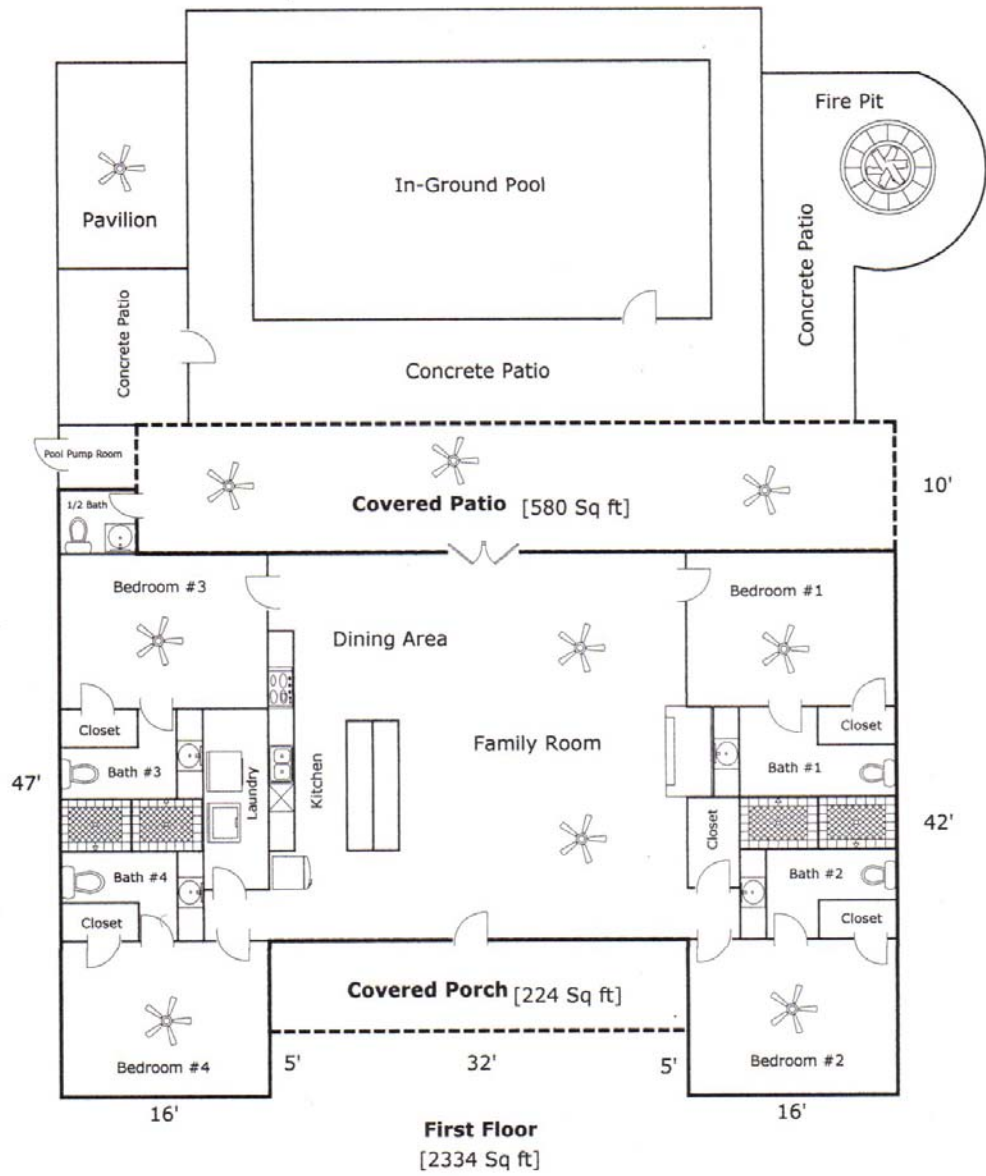 Fire Pit
In-Ground Pool
Pavilion
Concrete Patio
Concrete Patio
Concrete Patio
Pool Pump Room
1/2 Bath
Covered Patio [580 Sq ft]
10'
Bedroom #3
Bedroom #1
Dining Area
Closet
Closet
Family Room
Bath #3
Bath #1
47'
Laundry
Kitchen
Closet
42'
Bath #4
Bath #2
Closet
Closet
Covered Porch [224 Sq ft]
5'
32'
5'
Bedroom #4
Bedroom #2
16'
16'
First Floor
[2334 Sq ft]